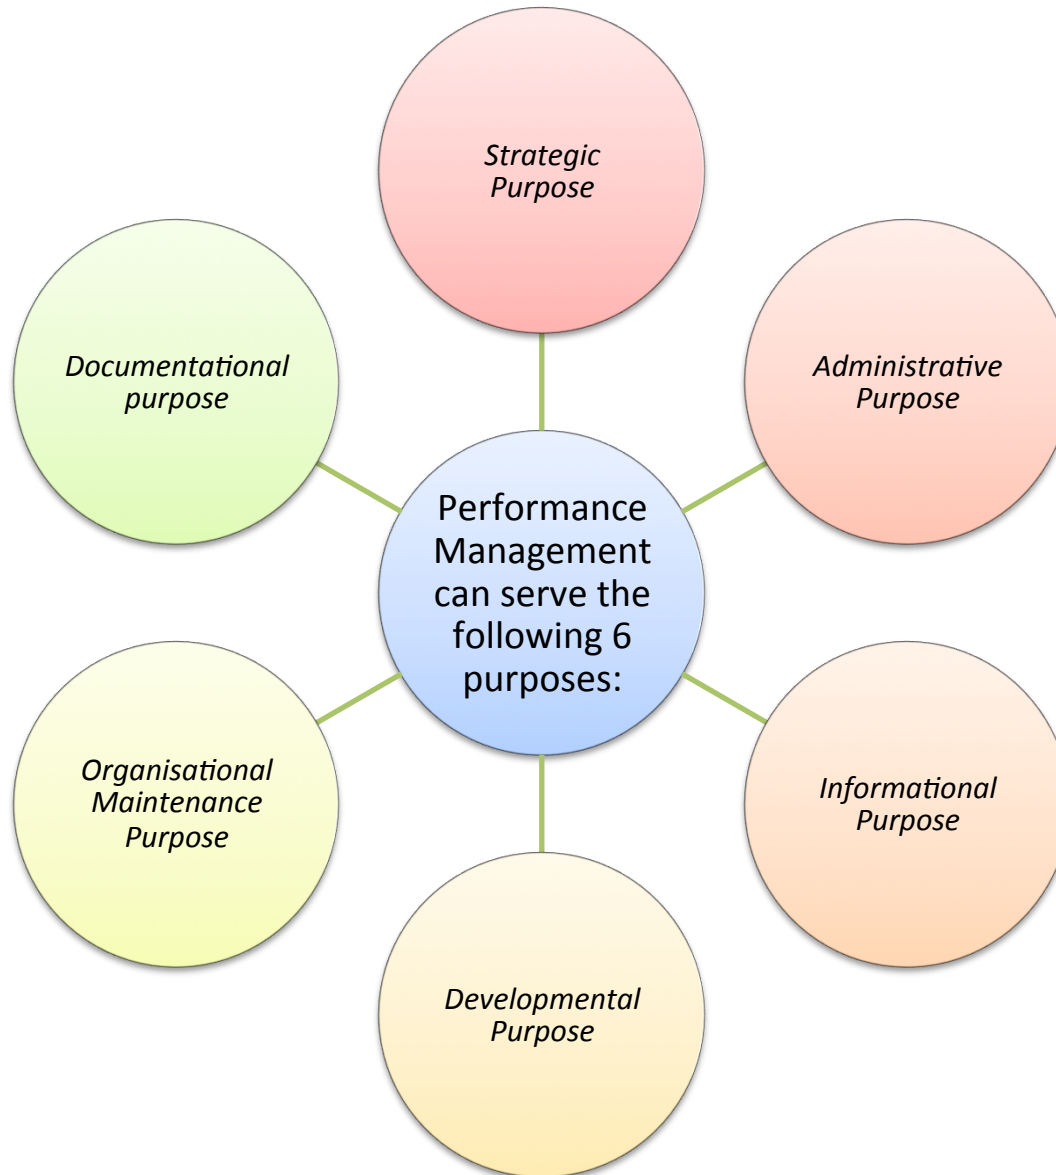 Strategic
Purpose
Administrative
Purpose
Informational
Purpose
Developmental
Purpose
Organisational
Maintenance
Purpose
Documentational
purpose
Performance
Management
can serve the
following 6
purposes: